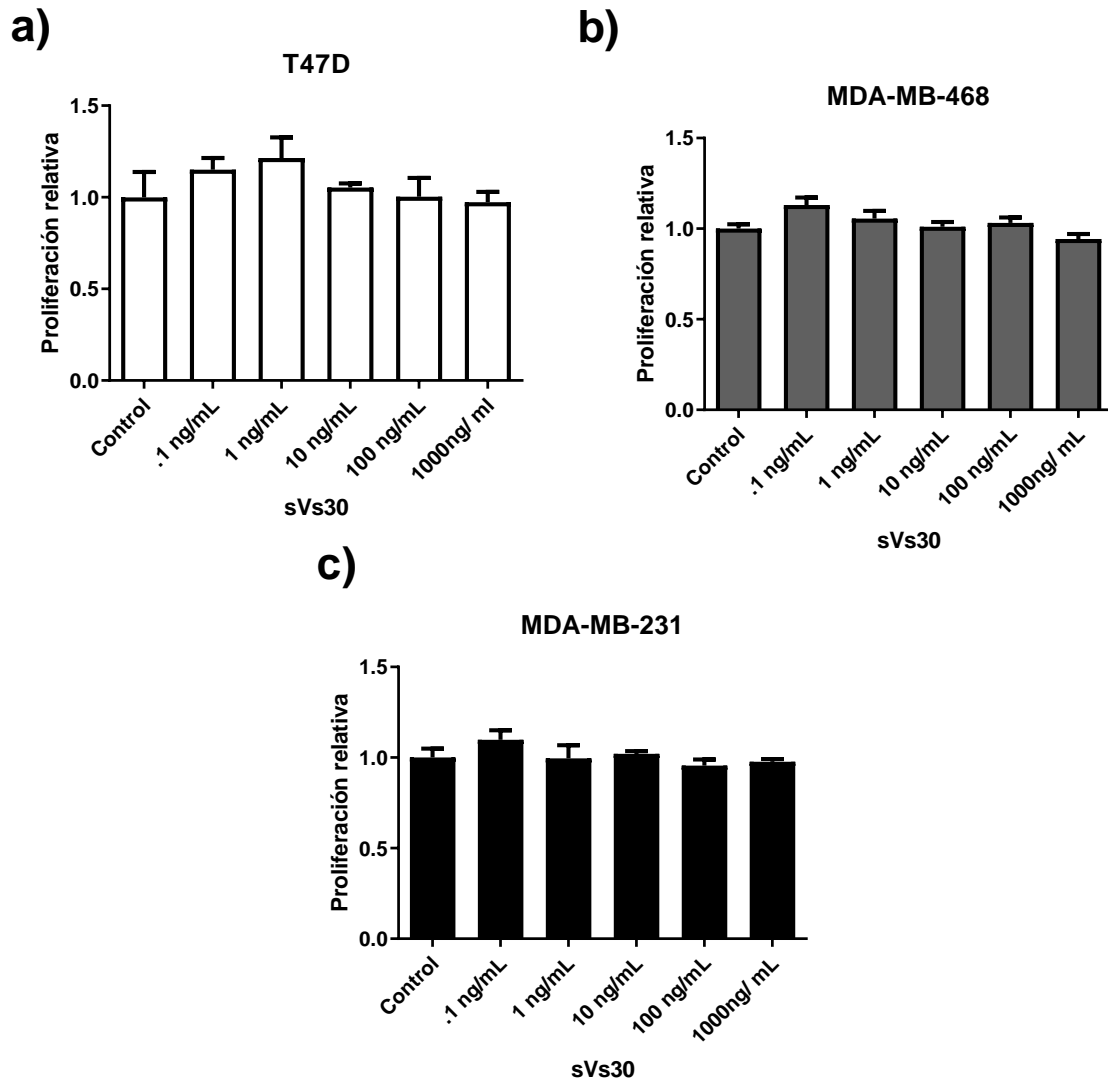 a)
T47D
Proliferación relativa
1.5
1.0
0.5
0.0
Control
.1 ng/mL
1 ng/mL
10 ng/mL
100 ng/mL
1000ng/ ml
sVs30
b)
MDA-MB-468
Proliferación relativa
1.5
1.0
0.5
0.0
Control
.1 ng/mL
1 ng/mL
10 ng/mL
100 ng/mL
1000ng/ mL
sVs30
c)
MDA-MB-231
Proliferación relativa
1.5
1.0
0.5
0.0
Control
.1 ng/mL
1 ng/mL
10 ng/mL
100 ng/mL
1000ng/ mL
sVs30